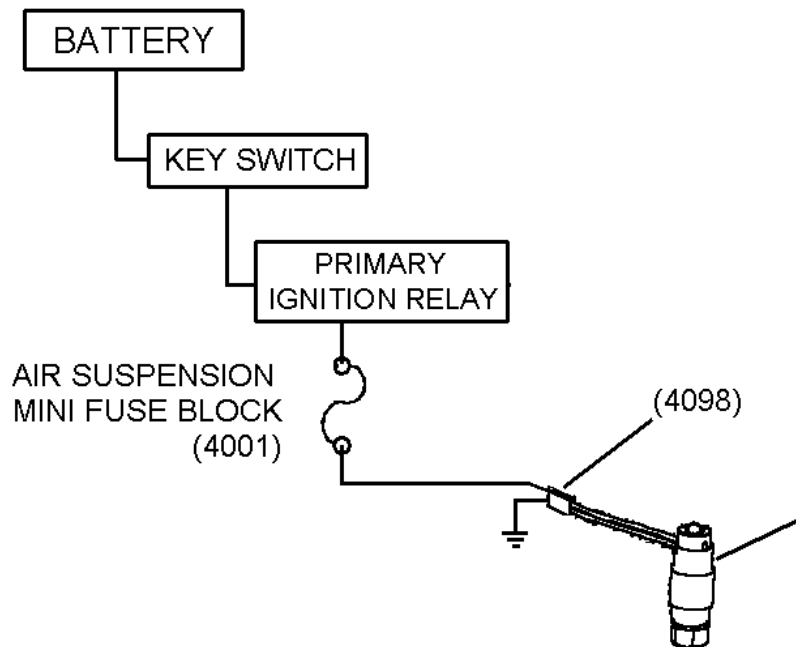 BATTERY
KEY SWITCH
PRIMARY
IGNITION RELAY
AIR SUSPENSION
MINI FUSE BLOCK
(4001)
(4098)